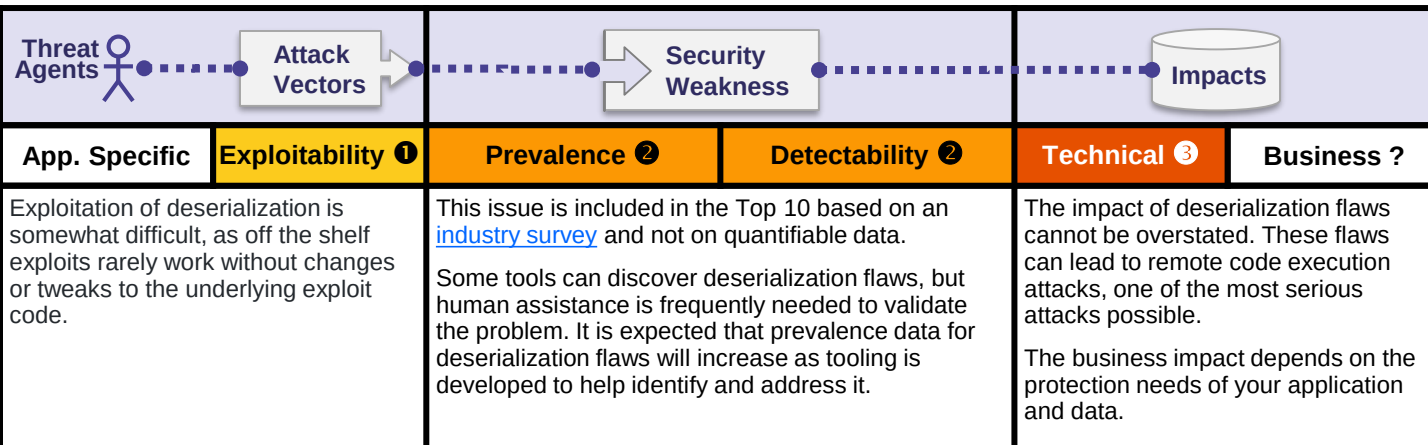 Threat
Agents
Attack
Vectors
Security
Weakness
Impacts
App. Specific
Exploitability ❶
Prevalence ❷
Detectability ❷
Technical ❸
Business ?
Exploitation of deserialization is
somewhat difficult, as off the shelf
exploits rarely work without changes
or tweaks to the underlying exploit
code.
This issue is included in the Top 10 based on an
industry survey and not on quantifiable data.
Some tools can discover deserialization flaws, but
human assistance is frequently needed to validate
the problem. It is expected that prevalence data for
deserialization flaws will increase as tooling is
developed to help identify and address it.
The impact of deserialization flaws
cannot be overstated. These flaws
can lead to remote code execution
attacks, one of the most serious
attacks possible.
The business impact depends on the
protection needs of your application
and data.